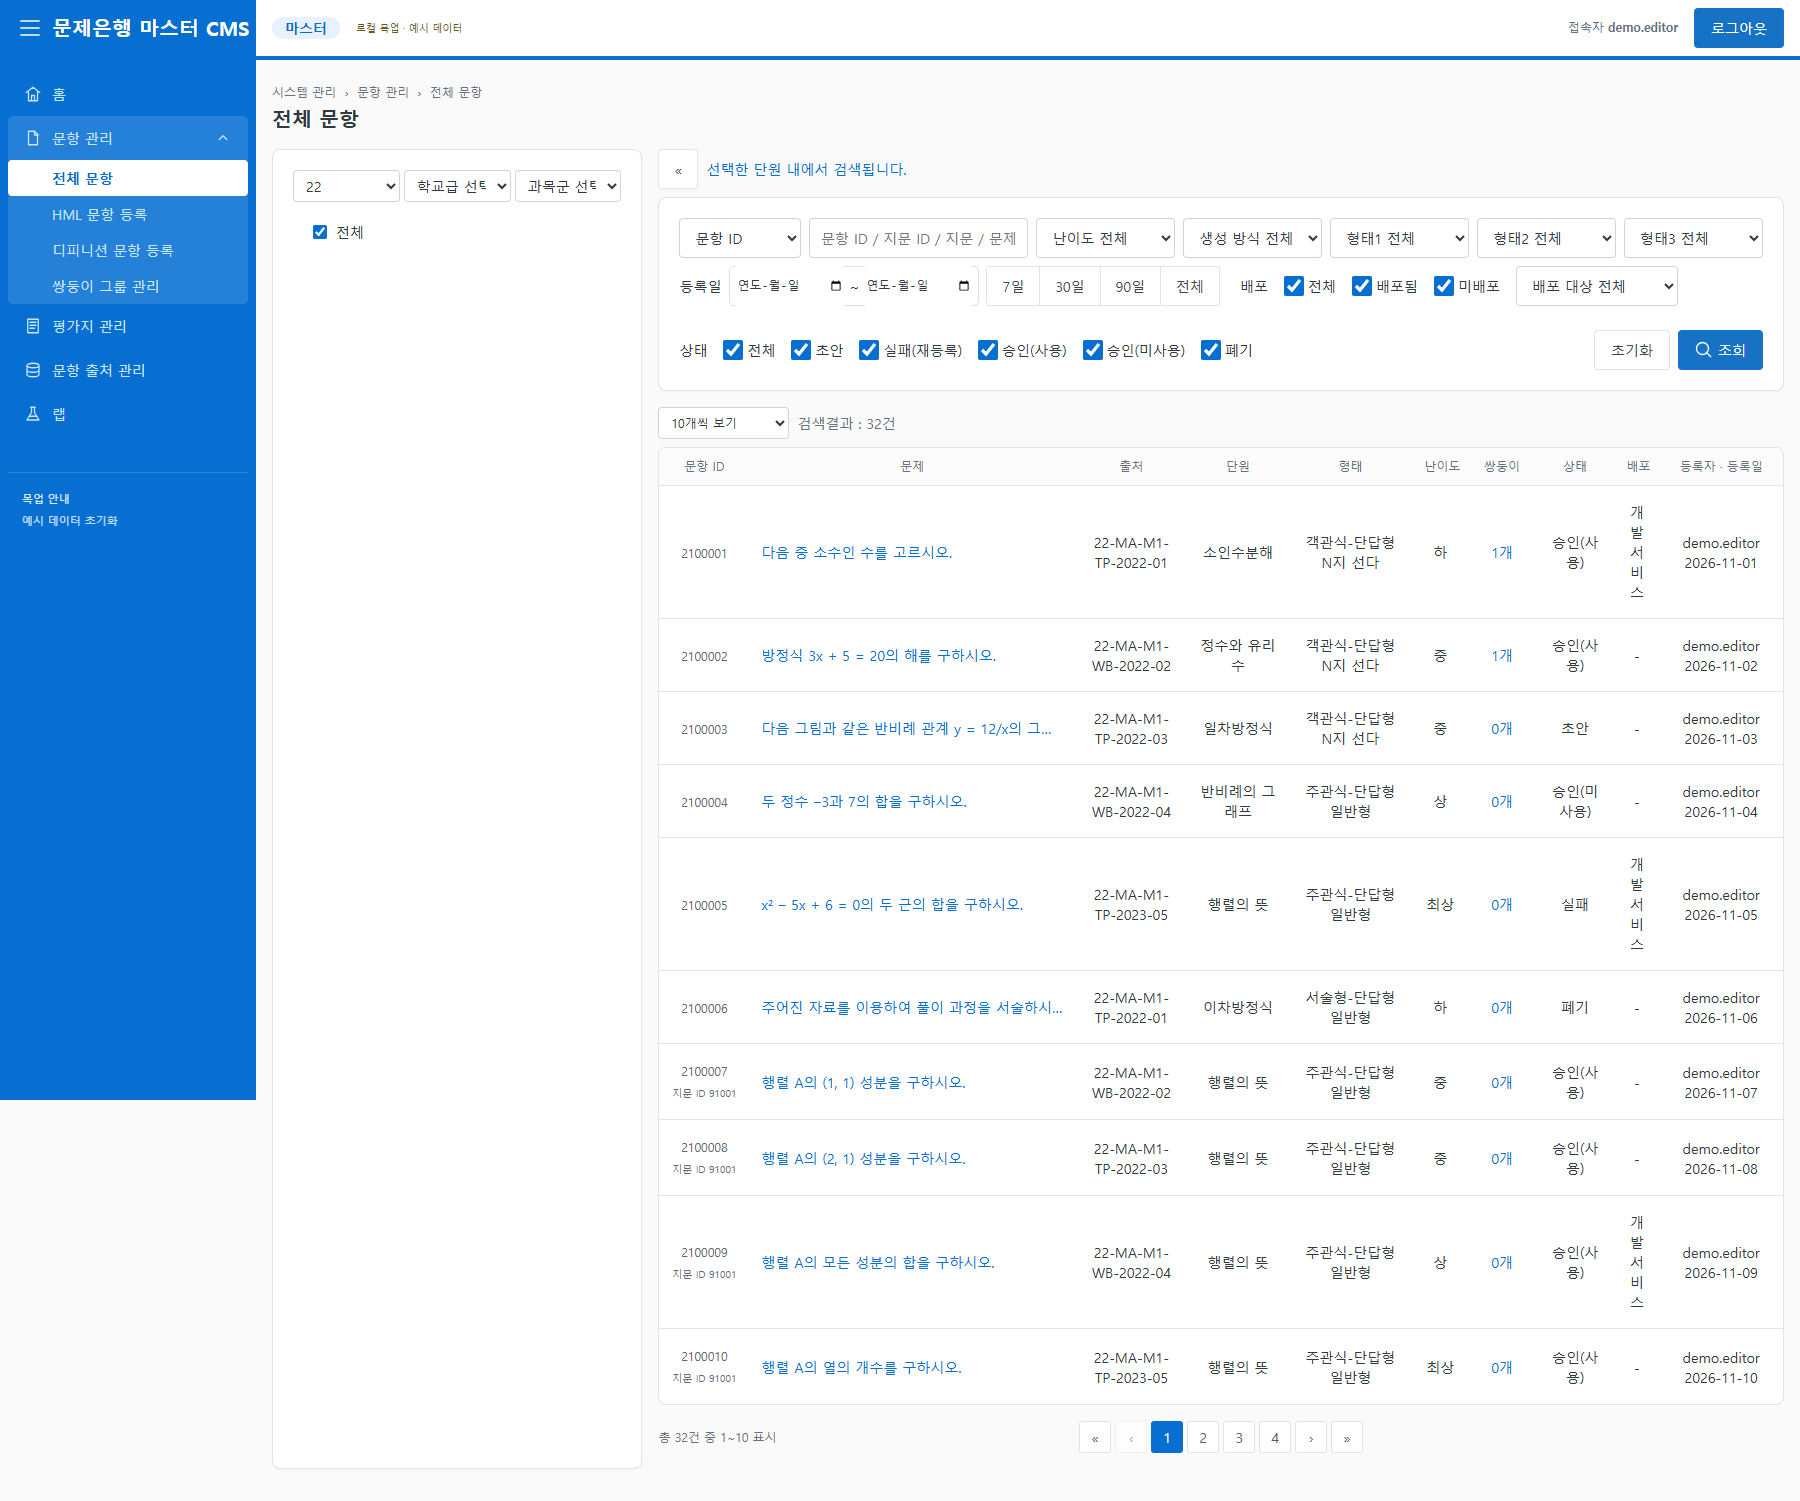 문제은행 마스터 CMS
마스터
로컬 목업 · 예시 데이터
접속자 demo.editor
로그아웃
홈
문항 관리
전체 문항
HML 문항 등록
디피니션 문항 등록
쌍둥이 그룹 관리
평가지 관리
문항 출처 관리
랩
목업 안내
예시 데이터 초기화
시스템 관리 › 문항 관리 › 전체 문항
전체 문항
22
학교급 선택
과목군 선택
전체
« 선택한 단원 내에서 검색됩니다.
문항 ID
문항 ID / 지문 ID / 지문 / 문제
난이도 전체
생성 방식 전체
형태1 전체
형태2 전체
형태3 전체
등록일 연도-월-일 ~ 연도-월-일 7일 30일 90일 전체 배포 전체 배포됨 미배포 배포 대상 전체
상태 전체 초안 실패(재등록) 승인(사용) 승인(미사용) 폐기 초기화 조회
10개씩 보기 검색결과 : 32건
문항 ID 문제 출처 단원 형태 난이도 쌍둥이 상태 배포 등록자 · 등록일
2100001 다음 중 소수인 수를 고르시오. 22-MA-M1-TP-2022-01 소인수분해 객관식-단답형 N지 선다 하 1개 승인(사용) 개발서비스 demo.editor 2026-11-01
2100002 방정식 3x + 5 = 20의 해를 구하시오. 22-MA-M1-WB-2022-02 정수와 유리수 객관식-단답형 N지 선다 중 1개 승인(사용) - demo.editor 2026-11-02
2100003 다음 그림과 같은 반비례 관계 y = 12/x의 그... 22-MA-M1-TP-2022-03 일차방정식 객관식-단답형 N지 선다 중 0개 초안 - demo.editor 2026-11-03
2100004 두 정수 −3과 7의 합을 구하시오. 22-MA-M1-WB-2022-04 반비례의 그래프 주관식-단답형 일반형 상 0개 승인(미사용) - demo.editor 2026-11-04
2100005 x² − 5x + 6 = 0의 두 근의 합을 구하시오. 22-MA-M1-TP-2023-05 행렬의 뜻 주관식-단답형 일반형 최상 0개 실패 개발서비스 demo.editor 2026-11-05
2100006 주어진 자료를 이용하여 풀이 과정을 서술하시... 22-MA-M1-TP-2022-01 이차방정식 서술형-단답형 일반형 하 0개 폐기 - demo.editor 2026-11-06
2100007 지문 ID 91001 행렬 A의 (1, 1) 성분을 구하시오. 22-MA-M1-WB-2022-02 행렬의 뜻 주관식-단답형 일반형 중 0개 승인(사용) - demo.editor 2026-11-07
2100008 지문 ID 91001 행렬 A의 (2, 1) 성분을 구하시오. 22-MA-M1-TP-2022-03 행렬의 뜻 주관식-단답형 일반형 중 0개 승인(사용) - demo.editor 2026-11-08
2100009 지문 ID 91001 행렬 A의 모든 성분의 합을 구하시오. 22-MA-M1-WB-2022-04 행렬의 뜻 주관식-단답형 일반형 상 0개 승인(사용) 개발서비스 demo.editor 2026-11-09
2100010 지문 ID 91001 행렬 A의 열의 개수를 구하시오. 22-MA-M1-TP-2023-05 행렬의 뜻 주관식-단답형 일반형 최상 0개 승인(사용) - demo.editor 2026-11-10
총 32건 중 1~10 표시 « ‹ 1 2 3 4 › »